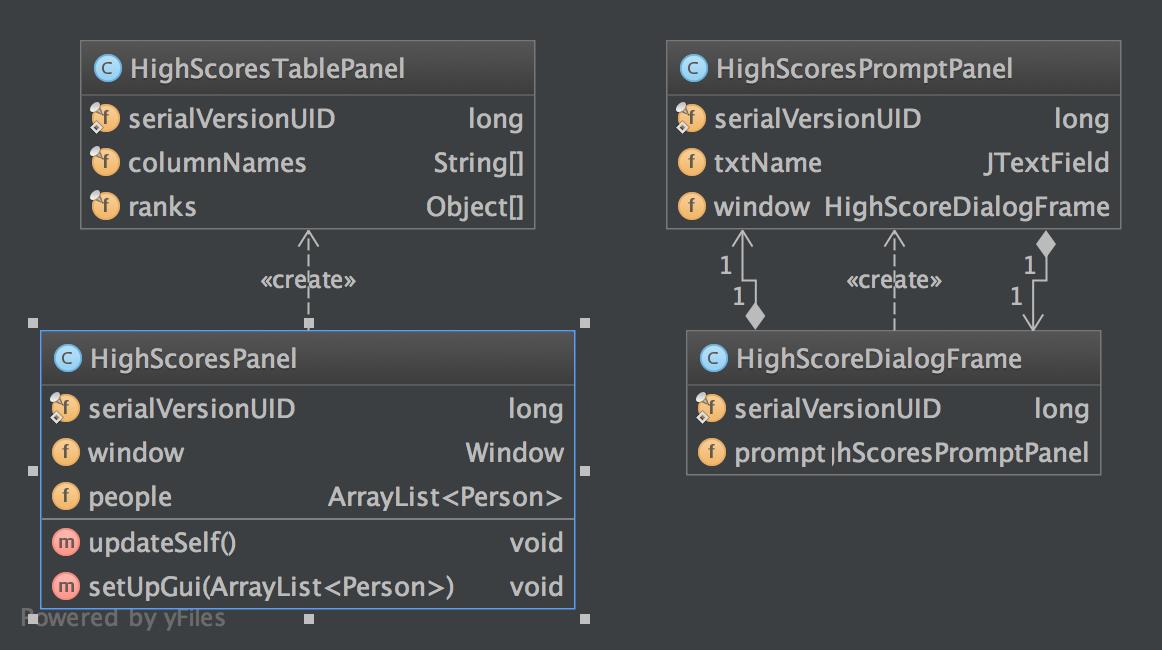 HighScoresTablePanel
serialVersionUID long
columnNames String[]
ranks Object[]
«create»
HighScoresPanel
serialVersionUID long
window Window
people ArrayList<Person>
updateSelf() void
setUpGui(ArrayList<Person>) void
Powered by yFiles
HighScoresPromptPanel
serialVersionUID long
txtName JTextField
window HighScoreDialogFrame
1
1
«create»
1
1
HighScoreDialogFrame
serialVersionUID long
prompt hScoresPromptPanel